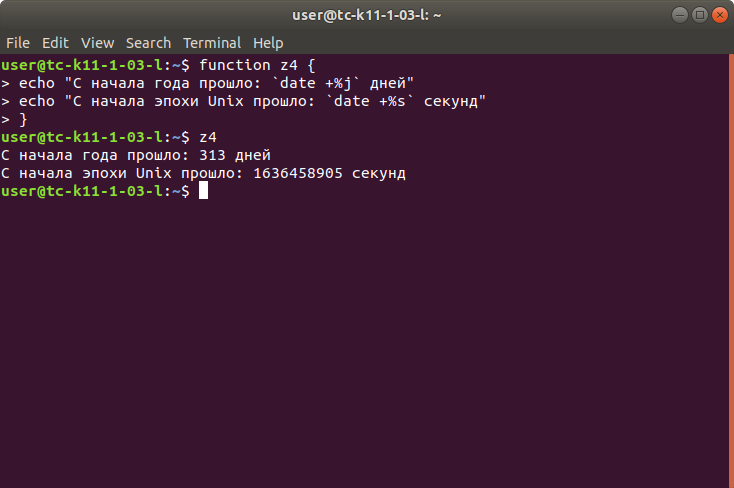 user@tc-k11-1-03-l: ~
File Edit View Search Terminal Help
user@tc-k11-1-03-l:~$ function z4 {
> echo "С начала года прошло: `date +%j` дней"
> echo "С начала эпохи Unix прошло: `date +%s` секунд"
> }
user@tc-k11-1-03-l:~$ z4
С начала года прошло: 313 дней
С начала эпохи Unix прошло: 1636458905 секунд
user@tc-k11-1-03-l:~$